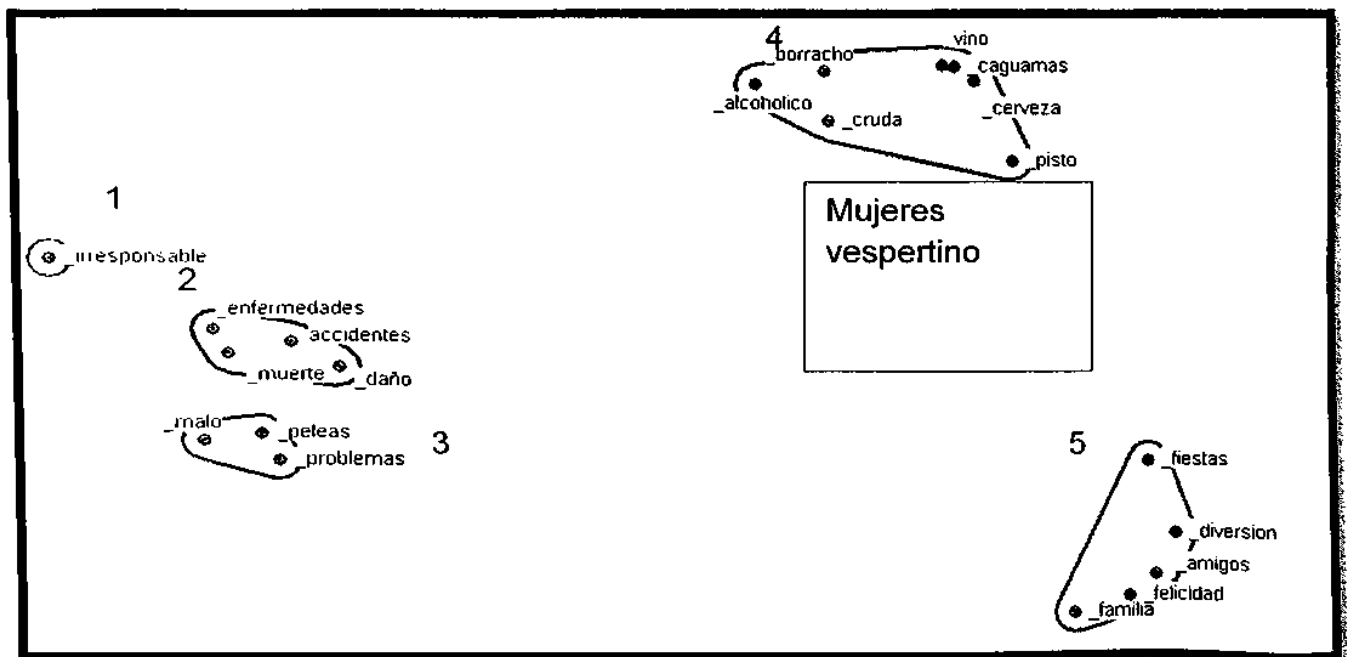 4
_borracho
vino
_caguamas
_alcoholico
_cruda
_cerveza
_pisto
Mujeres
vespertino
1
_irresponsable
2
_enfermedades
accidentes
_muerte
_daño
_malo
_peleas
3
_problemas
5
_fiestas
_diversion
_amigos
_felicidad
_familia